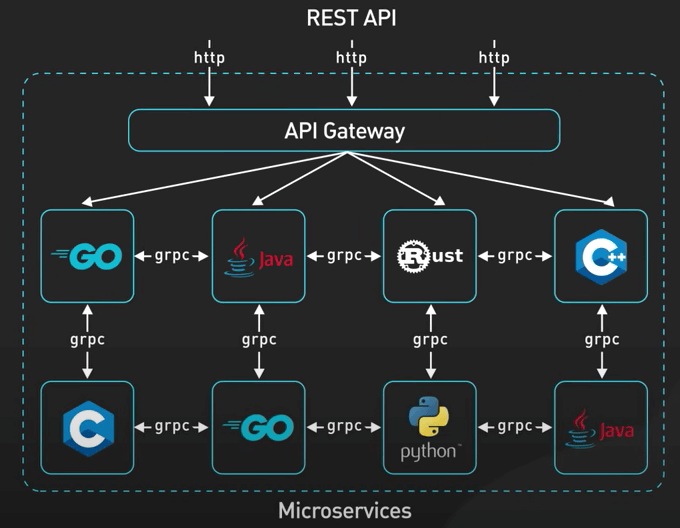 REST API
http http http
API Gateway
GO grpc Java grpc Rust grpc C++
grpc grpc grpc grpc
C grpc GO grpc python™ grpc Java
Microservices